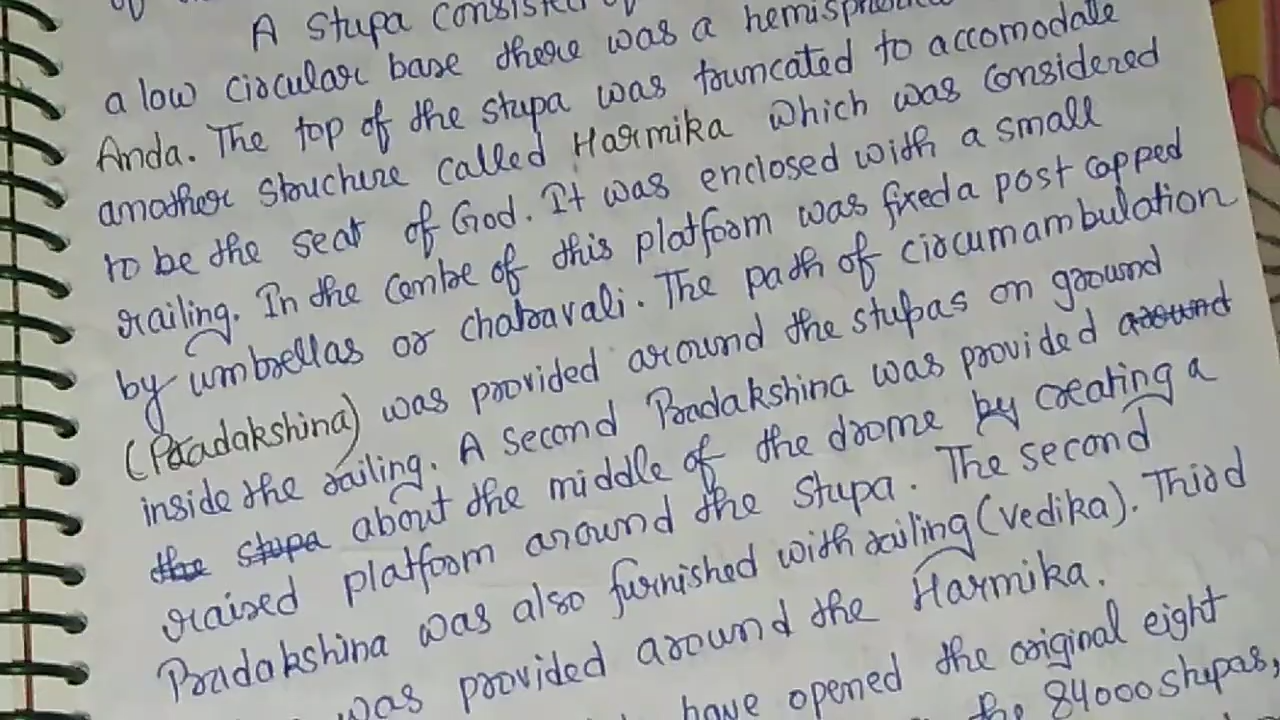 A Stupa consisted of
a low circular base there was a hemispherical
Anda. The top of the stupa was truncated to accomodate
another structure called Harmika which was considered
to be the seat of God. It was enclosed with a small
railing. In the centre of this platform was fixed a post capped
by umbrellas or chatravali. The path of circumambulation
(Pradakshina) was provided around the stupas on ground
inside the railing. A second Pradakshina was provided around
the stupa about the middle of the drome by creating a
raised platform around the Stupa. The second
Pradakshina was also furnished with railing (vedika). Third
was provided around the Harmika.
have opened the original eight
the 84000 stupas,